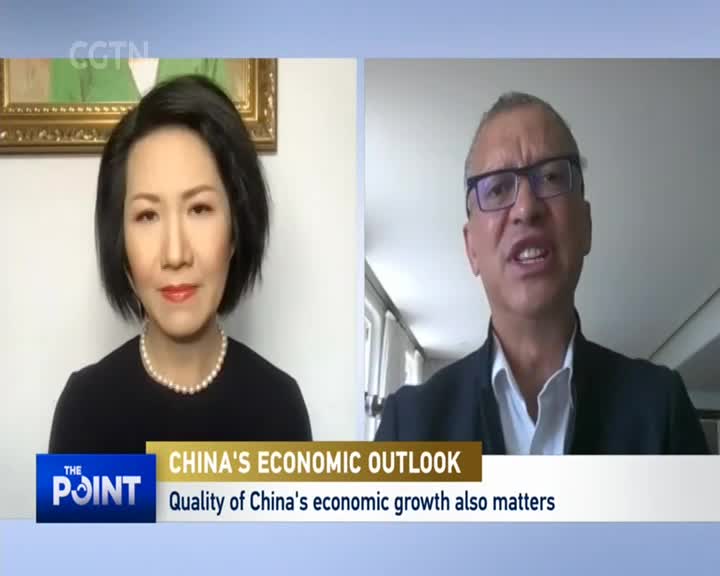 CGTN
CHINA'S ECONOMIC OUTLOOK
THE
POINT
Quality of China's economic growth also matters